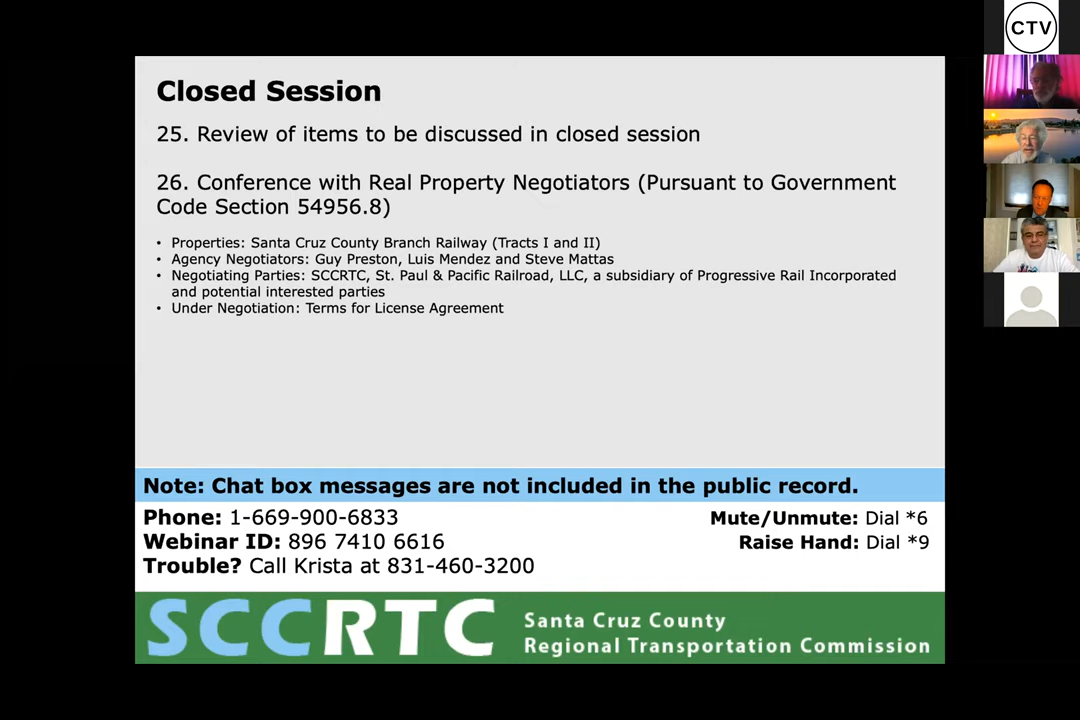 CTV
Closed Session
25. Review of items to be discussed in closed session
26. Conference with Real Property Negotiators (Pursuant to Government
Code Section 54956.8)
• Properties: Santa Cruz County Branch Railway (Tracts I and II)
• Agency Negotiators: Guy Preston, Luis Mendez and Steve Mattas
• Negotiating Parties: SCCRTC, St. Paul & Pacific Railroad, LLC, a subsidiary of Progressive Rail Incorporated
and potential interested parties
• Under Negotiation: Terms for License Agreement
Note: Chat box messages are not included in the public record.
Phone: 1-669-900-6833
Mute/Unmute: Dial *6
Webinar ID: 896 7410 6616
Raise Hand: Dial *9
Trouble? Call Krista at 831-460-3200
SCCRTC
Santa Cruz County
Regional Transportation Commission